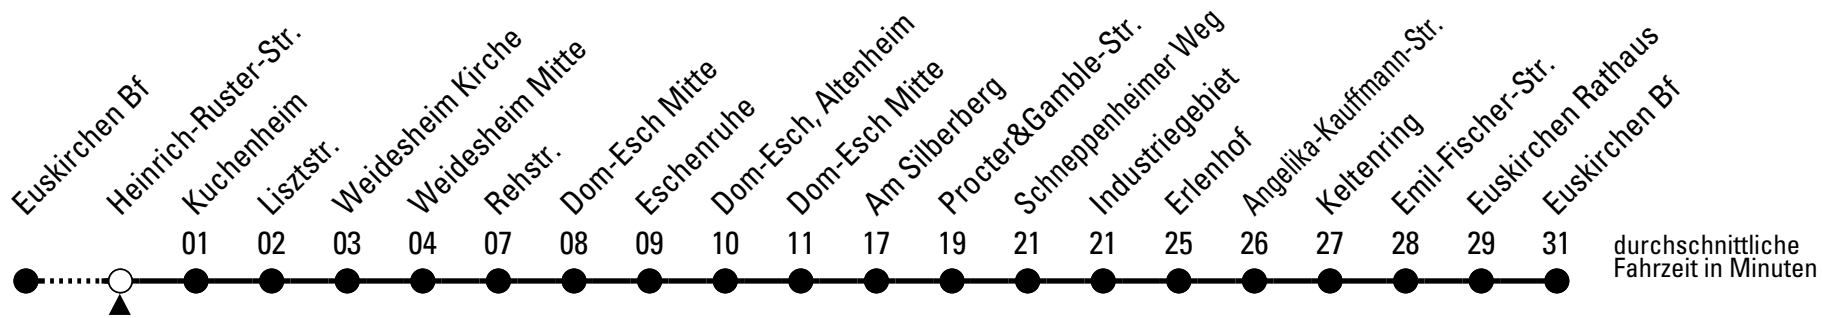 Euskirchen Bf
Heinrich-Ruster-Str.
Kuchenheim
Lisztstr.
Weidesheim Kirche
Weidesheim Mitte
Rehstr.
Dom-Esch Mitte
Eschenruhe
Dom-Esch, Altenheim
Dom-Esch Mitte
Am Silberberg
Procter&Gamble-Str.
Schneppenheimer Weg
Industriegebiet
Erlenhof
Angelika-Kauffmann-Str.
Keltenring
Emil-Fischer-Str.
Euskirchen Rathaus
Euskirchen Bf
01 02 03 04 07 08 09 10 11 17 19 21 21 25 26 27 28 29 31
durchschnittliche
Fahrzeit in Minuten